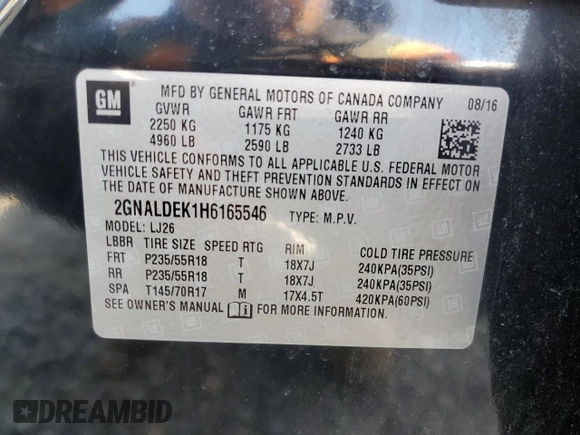 GM
MFD BY GENERAL MOTORS OF CANADA COMPANY 08/16
GVWR GAWR FRT GAWR RR
2250 KG 1175 KG 1240 KG
4960 LB 2590 LB 2733 LB
THIS VEHICLE CONFORMS TO ALL APPLICABLE U.S. FEDERAL MOTOR
VEHICLE SAFETY AND THEFT PREVENTION STANDARDS IN EFFECT ON
THE DATE OF MANUFACTURE SHOWN ABOVE.
2GNALDEK1H6165546 TYPE: M.P.V.
MODEL: LJ26
LBBR TIRE SIZE SPEED RTG RIM COLD TIRE PRESSURE
FRT P235/55R18 T 18X7J 240KPA(35PSI)
RR P235/55R18 T 18X7J 240KPA(35PSI)
SPA T145/70R17 M 17X4.5T 420KPA(60PSI)
SEE OWNER'S MANUAL FOR MORE INFORMATION.
DREAMBID